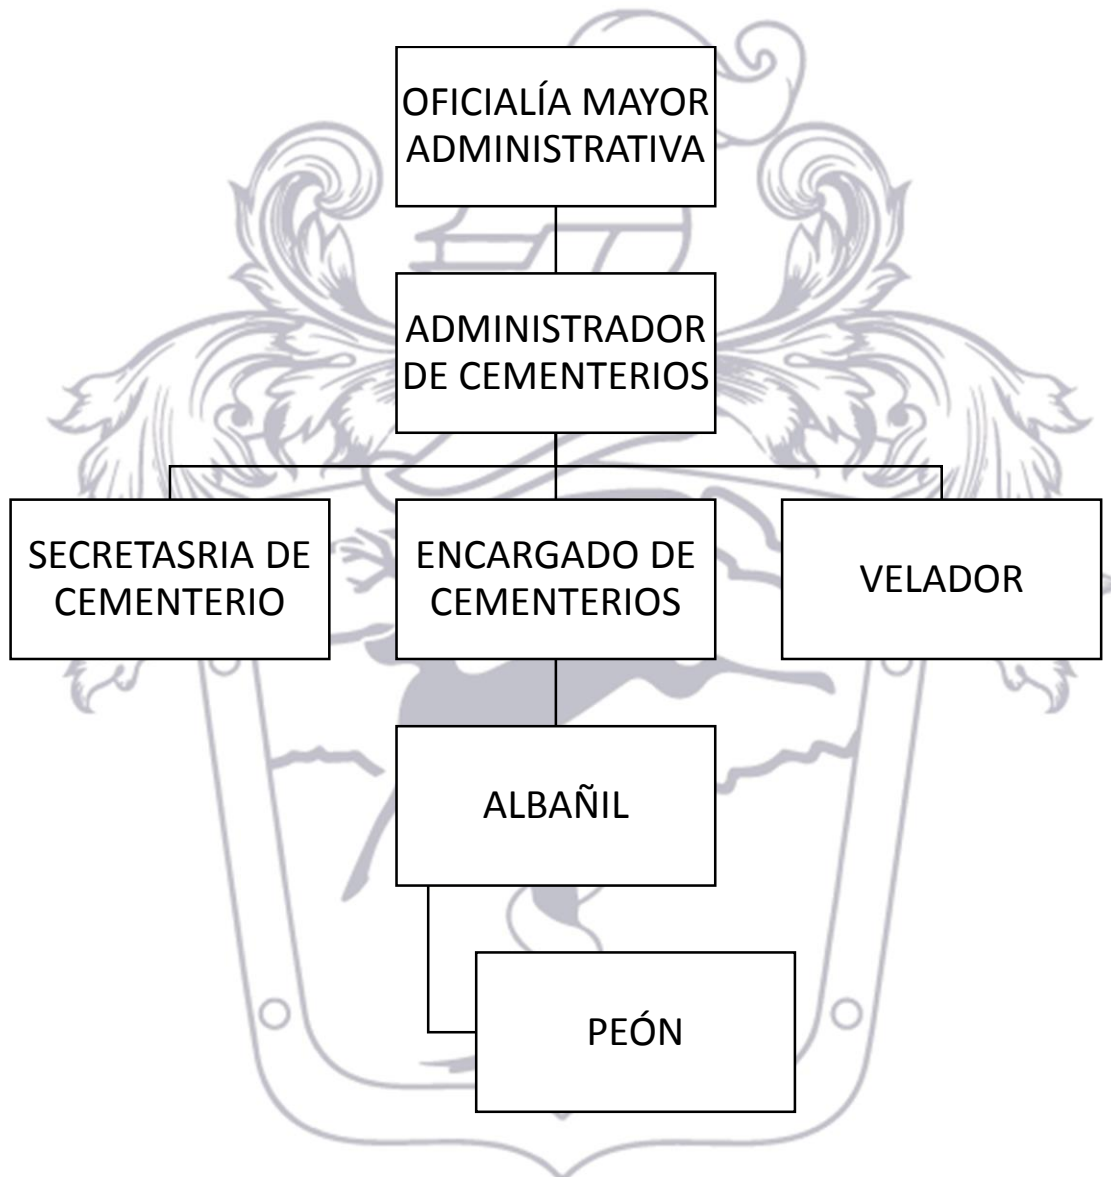 OFICIALÍA MAYOR
ADMINISTRATIVA
ADMINISTRADOR
DE CEMENTERIOS
SECRETASRIA DE
CEMENTERIO
ENCARGADO DE
CEMENTERIOS
VELADOR
ALBAÑIL
PEÓN